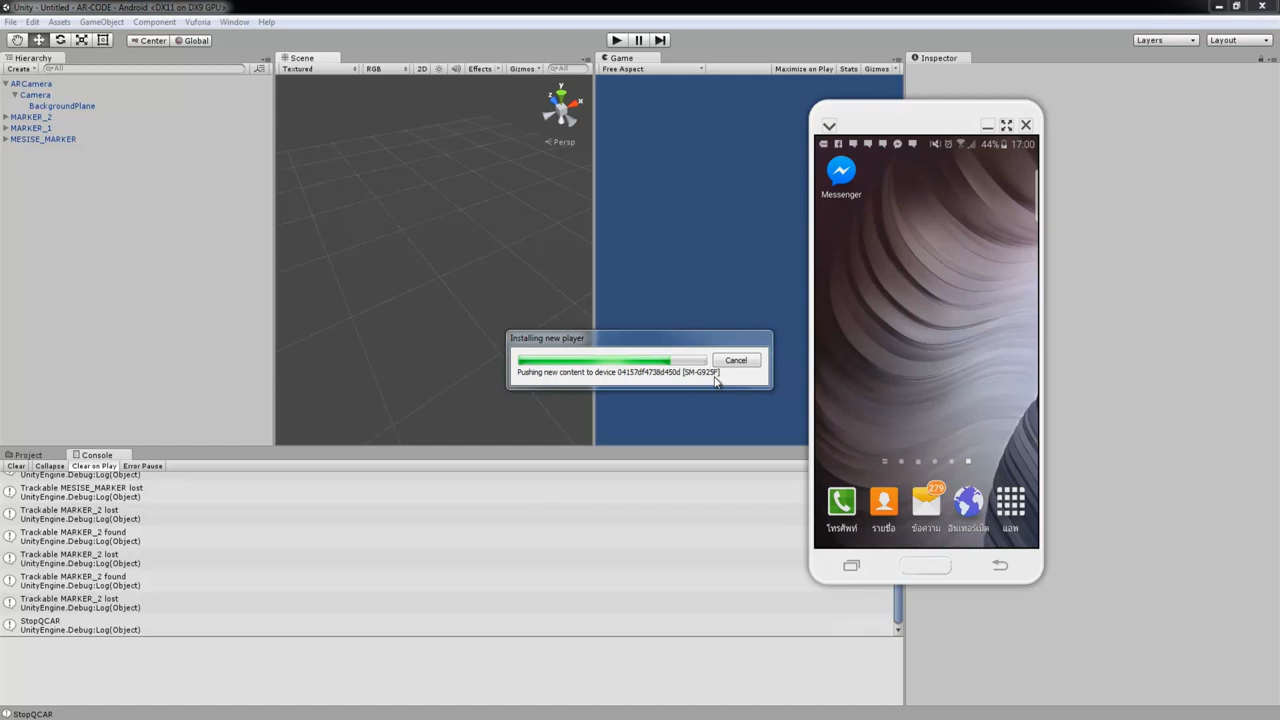 Unity - Untitled - AR-CODE - Android <DX11 on DX9 GPU>
File Edit Assets GameObject Component Vuforia Window Help
Center Global Layers Layout
Hierarchy
Create All
ARCamera
Camera
BackgroundPlane
MARKER_2
MARKER_1
MESISE_MARKER
Scene
Textured RGB 2D Effects Gizmos All
y
x
z
Persp
Game
Free Aspect Maximize on Play Stats Gizmos
Inspector
44% 17:00
Messenger
279
โทรศัพท์ รายชื่อ ข้อความ อินเทอร์เน็ต แอพ
Installing new player
Cancel
Pushing new content to device 04157df4738d450d [SM-G925F]
Project Console
Clear Collapse Clear on Play Error Pause
UnityEngine.Debug:Log(Object)
Trackable MESISE_MARKER lost
UnityEngine.Debug:Log(Object)
Trackable MARKER_2 lost
UnityEngine.Debug:Log(Object)
Trackable MARKER_2 found
UnityEngine.Debug:Log(Object)
Trackable MARKER_2 lost
UnityEngine.Debug:Log(Object)
Trackable MARKER_2 found
UnityEngine.Debug:Log(Object)
Trackable MARKER_2 lost
UnityEngine.Debug:Log(Object)
StopQCAR
UnityEngine.Debug:Log(Object)
StopQCAR